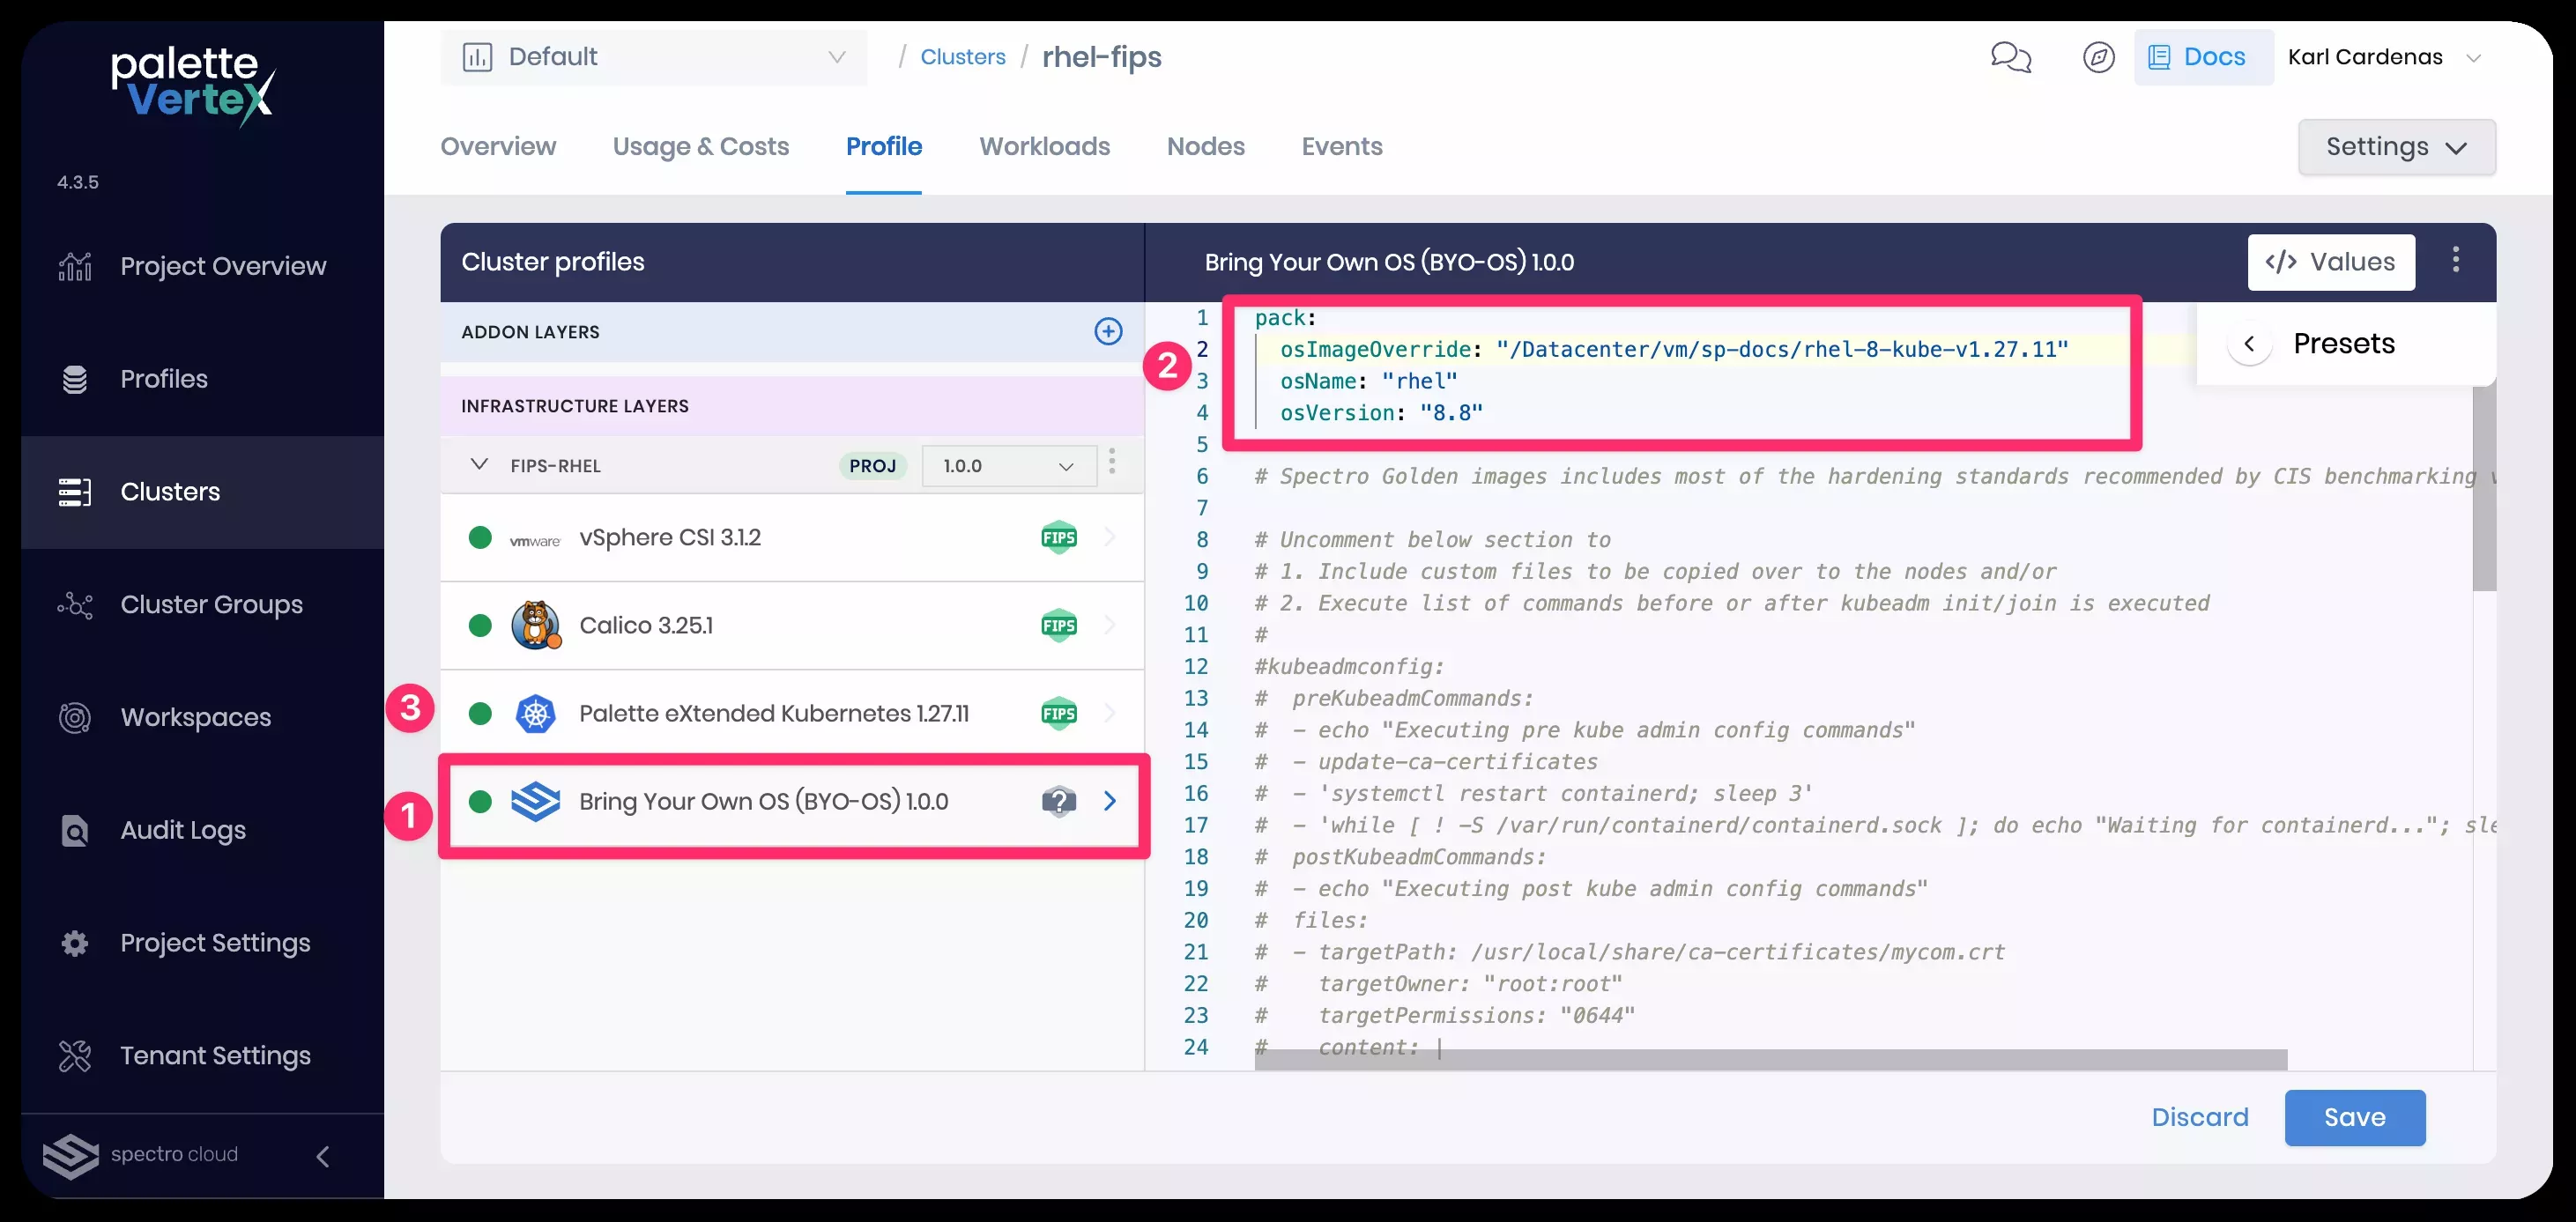 palette
VerteX
4.3.5
Project Overview
Profiles
Clusters
Cluster Groups
Workspaces
Audit Logs
Project Settings
Tenant Settings
spectro cloud
Default / Clusters / rhel-fips
Docs
Karl Cardenas
Overview Usage & Costs Profile Workloads Nodes Events
Settings
Cluster profiles
ADDON LAYERS
INFRASTRUCTURE LAYERS
FIPS-RHEL PROJ 1.0.0
vmware vSphere CSI 3.1.2 FIPS
Calico 3.25.1 FIPS
3 Palette eXtended Kubernetes 1.27.11 FIPS
1 Bring Your Own OS (BYO-OS) 1.0.0 ?
Bring Your Own OS (BYO-OS) 1.0.0
</> Values
Presets
2
1 pack:
2 osImageOverride: "/Datacenter/vm/sp-docs/rhel-8-kube-v1.27.11"
3 osName: "rhel"
4 osVersion: "8.8"
5
6 # Spectro Golden images includes most of the hardening standards recommended by CIS benchmarking v
7
8 # Uncomment below section to
9 # 1. Include custom files to be copied over to the nodes and/or
10 # 2. Execute list of commands before or after kubeadm init/join is executed
11 #
12 #kubeadmconfig:
13 #  preKubeadmCommands:
14 #  - echo "Executing pre kube admin config commands"
15 #  - update-ca-certificates
16 #  - 'systemctl restart containerd; sleep 3'
17 #  - 'while [ ! -S /var/run/containerd/containerd.sock ]; do echo "Waiting for containerd..."; sle
18 #  postKubeadmCommands:
19 #  - echo "Executing post kube admin config commands"
20 #  files:
21 #  - targetPath: /usr/local/share/ca-certificates/mycom.crt
22 #    targetOwner: "root:root"
23 #    targetPermissions: "0644"
24 #    content: |
Discard
Save